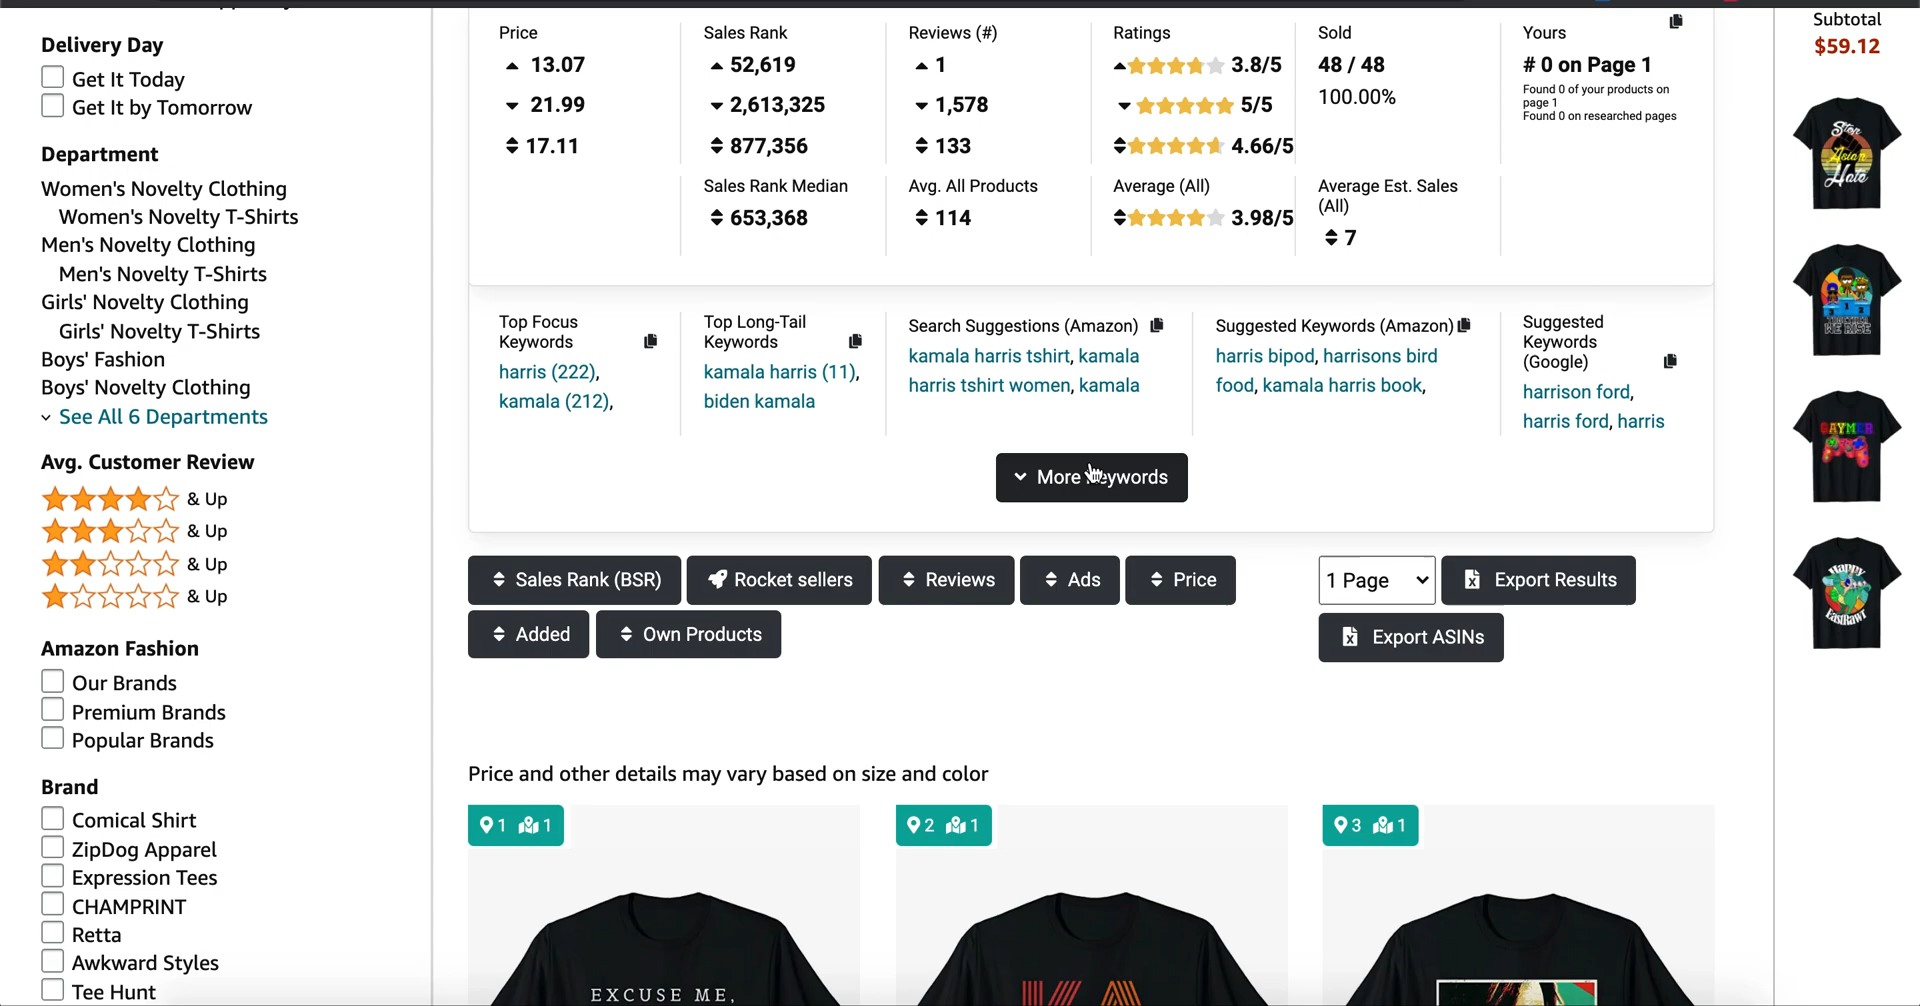 Delivery Day
Get It Today
Get It by Tomorrow
Department
Women's Novelty Clothing
Women's Novelty T-Shirts
Men's Novelty Clothing
Men's Novelty T-Shirts
Girls' Novelty Clothing
Girls' Novelty T-Shirts
Boys' Fashion
Boys' Novelty Clothing
See All 6 Departments
Avg. Customer Review
& Up
& Up
& Up
& Up
Amazon Fashion
Our Brands
Premium Brands
Popular Brands
Brand
Comical Shirt
ZipDog Apparel
Expression Tees
CHAMPRINT
Retta
Awkward Styles
Tee Hunt
Price
13.07
21.99
17.11
Sales Rank
52,619
2,613,325
877,356
Sales Rank Median
653,368
Reviews (#)
1
1,578
133
Avg. All Products
114
Ratings
3.8/5
5/5
4.66/5
Average (All)
3.98/5
Sold
48 / 48
100.00%
Average Est. Sales
(All)
7
Yours
# 0 on Page 1
Found 0 of your products on
page 1
Found 0 on researched pages
Top Focus
Keywords
harris (222),
kamala (212),
Top Long-Tail
Keywords
kamala harris (11),
biden kamala
Search Suggestions (Amazon)
kamala harris tshirt, kamala
harris tshirt women, kamala
Suggested Keywords (Amazon)
harris bipod, harrisons bird
food, kamala harris book,
Suggested
Keywords
(Google)
harrison ford,
harris ford, harris
More Keywords
Sales Rank (BSR)
Rocket sellers
Reviews
Ads
Price
1 Page
Export Results
Added
Own Products
Export ASINs
Price and other details may vary based on size and color
1 1
2 1
3 1
EXCUSE ME,
Subtotal
$59.12
Stop
Asian
Hate
TOGETHER
WE RISE
GAYMER
Happy
EastRawr